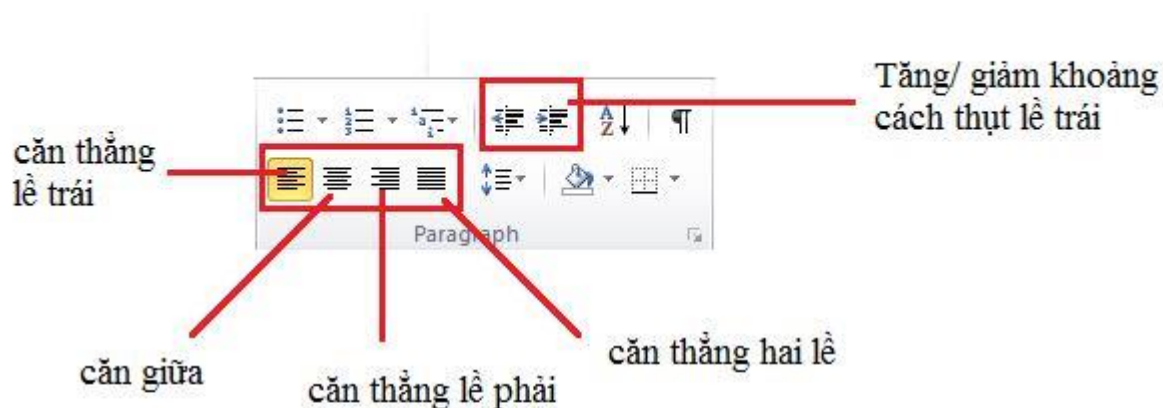 Tăng/ giảm khoảng
cách thụt lề trái
căn thẳng
lề trái
Paragraph
căn giữa
căn thẳng lề phải
căn thẳng hai lề